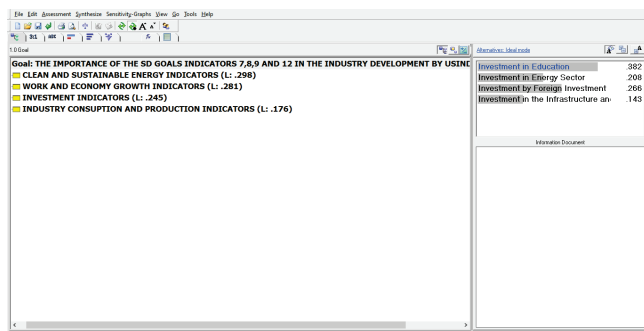 File Edit Assessment Synthesize Sensitivity-Graphs View Go Tools Help
3:1 ABC
1.0 Goal
Goal: THE IMPORTANCE OF THE SD GOALS INDICATORS 7,8,9 AND 12 IN THE INDUSTRY DEVELOPMENT BY USIND
CLEAN AND SUSTAINABLE ENERGY INDICATORS (L: .298)
WORK AND ECONOMY GROWTH INDICATORS (L: .281)
INVESTMENT INDICATORS (L: .245)
INDUSTRY CONSUPTION AND PRODUCTION INDICATORS (L: .176)
Alternatives: Ideal mode
Investment in Education .382
Investment in Energy Sector .208
Investment by Foreign Investment .266
Investment in the Infrastructure an .143
Information Document